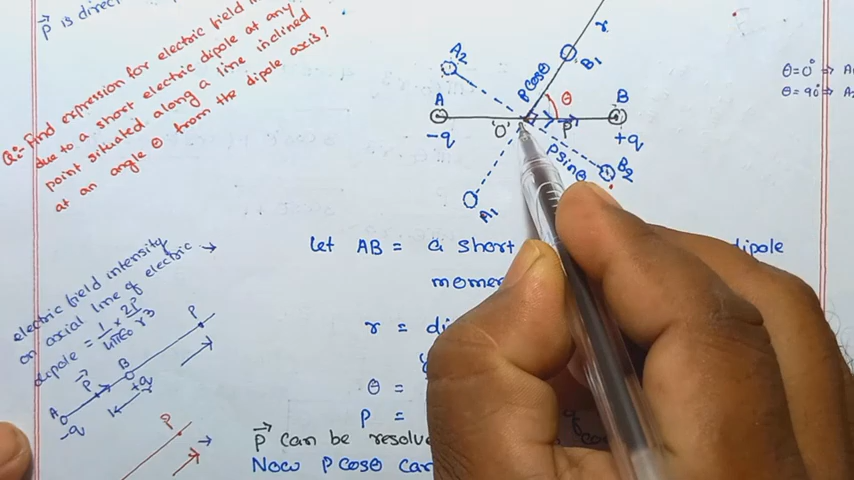 P⃗ is direc
Q:- Find expression for electric field in
due to a short electric dipole at any
point situated along a line inclined
at an angle θ from the dipole axis?
r
A2
B1
Pcosθ
θ
A
B
-q
'O'
P
+q
Psinθ
B2
A1
θ=0° ⇒ A
θ=90° ⇒ A
let AB = a short dipole
mome
r = di
θ =
P =
P⃗ can be resolve
Now Pcosθ can
electric field intensity
on axial line of electric
dipole = 1/4πε0 × 2P/r3
P
B
P⃗
+q
A
r
-q
P